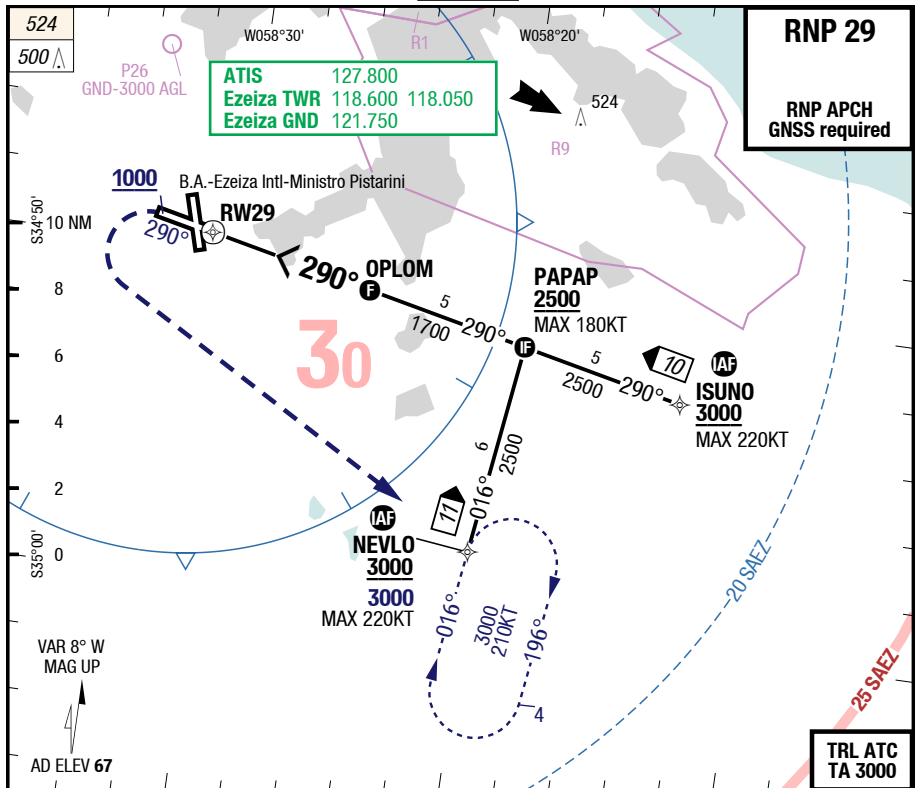 524
500
W058°30'
W058°20'
R1
P26
GND-3000 AGL
ATIS 127.800
Ezeiza TWR 118.600 118.050
Ezeiza GND 121.750
524
R9
RNP 29
RNP APCH
GNSS required
1000
B.A.-Ezeiza Intl-Ministro Pistarini
RW29
290°
S34°50'
10 NM
8
6
4
2
0
S35°00'
290°
OPLOM
F
5
1700
290°
PAPAP
2500
MAX 180KT
IF
5
2500
290°
10
IAF
ISUNO
3000
MAX 220KT
30
6
2500
016°
11
IAF
NEVLO
3000
3000
MAX 220KT
016°
3000
210KT
196°
4
20 SAEZ
25 SAEZ
VAR 8° W
MAG UP
AD ELEV 67
TRL ATC
TA 3000